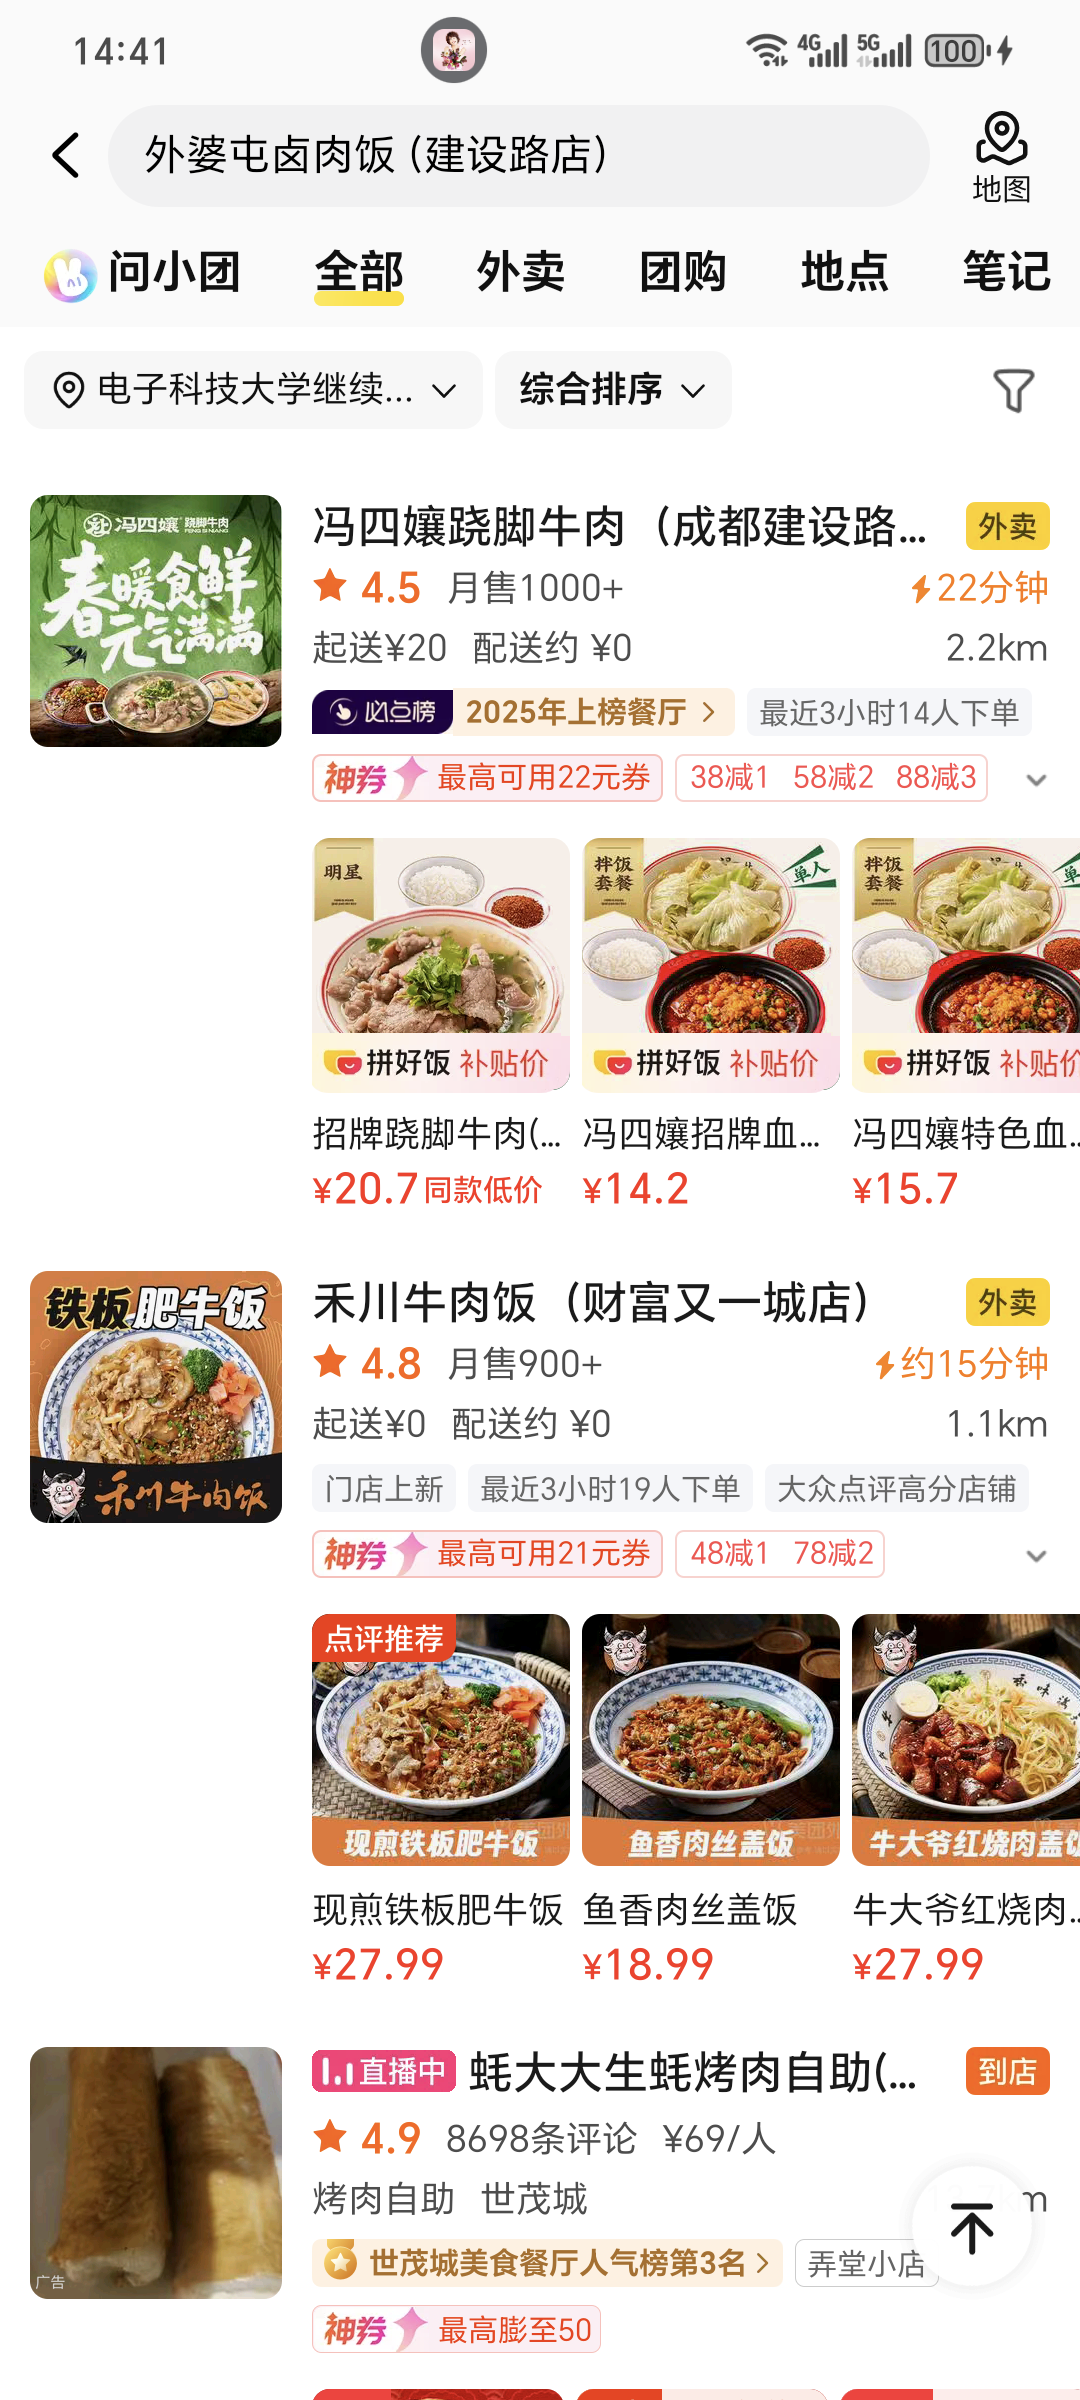 14:41
4G
5G
100
外婆屯卤肉饭 (建设路店)
地图
问小团
全部
外卖
团购
地点
笔记
电子科技大学继续...
综合排序
冯四孃 跷脚牛肉
春暖食鲜
元气满满
冯四孃跷脚牛肉（成都建设路...
外卖
4.5 月售1000+
22分钟
起送¥20 配送约 ¥0
2.2km
必点榜 2025年上榜餐厅
最近3小时14人下单
神券 最高可用22元券
38减1 58减2 88减3
明星
拌饭套餐
单人
拌饭套餐
拼好饭 补贴价
拼好饭 补贴价
拼好饭 补贴价
招牌跷脚牛肉(...
冯四孃招牌血...
冯四孃特色血...
¥20.7 同款低价
¥14.2
¥15.7
铁板肥牛饭
禾川牛肉饭
禾川牛肉饭（财富又一城店）
外卖
4.8 月售900+
约15分钟
起送¥0 配送约 ¥0
1.1km
门店上新
最近3小时19人下单
大众点评高分店铺
神券 最高可用21元券
48减1 78减2
点评推荐
现煎铁板肥牛饭
鱼香肉丝盖饭
牛大爷红烧肉盖饭
现煎铁板肥牛饭
鱼香肉丝盖饭
牛大爷红烧肉...
¥27.99
¥18.99
¥27.99
广告
直播中
蚝大大生蚝烤肉自助(...
到店
4.9 8698条评论 ¥69/人
烤肉自助 世茂城
m
世茂城美食餐厅人气榜第3名
弄堂小店
神券 最高膨至50